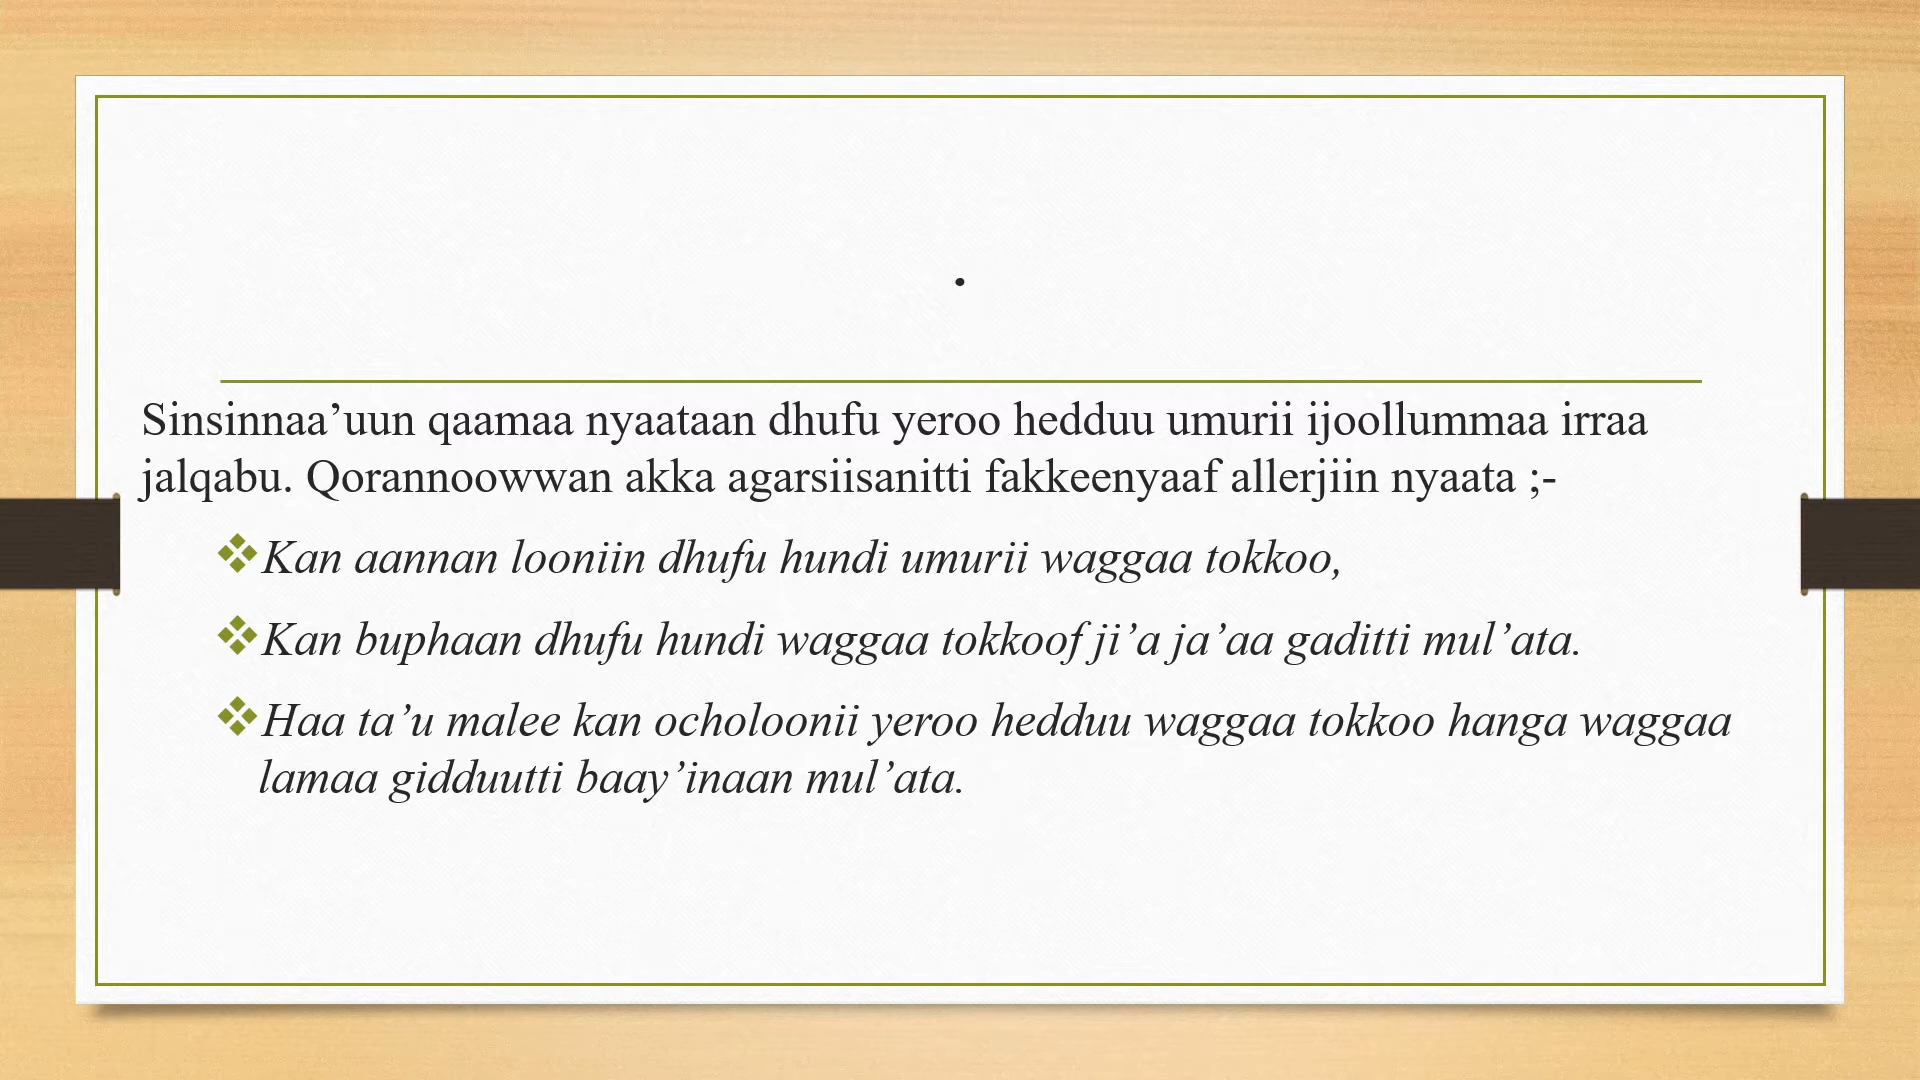 .
Sinsinnaa’uun qaamaa nyaataan dhufu yeroo hedduu umurii ijoollummaa irraa
jalqabu. Qorannoowwan akka agarsiisanitti fakkeenyaaf allerjiin nyaata ;-
❖Kan aannan looniin dhufu hundi umurii waggaa tokkoo,
❖Kan buphaan dhufu hundi waggaa tokkoof ji’a ja’aa gaditti mul’ata.
❖Haa ta’u malee kan ocholoonii yeroo hedduu waggaa tokkoo hanga waggaa
lamaa gidduutti baay’inaan mul’ata.